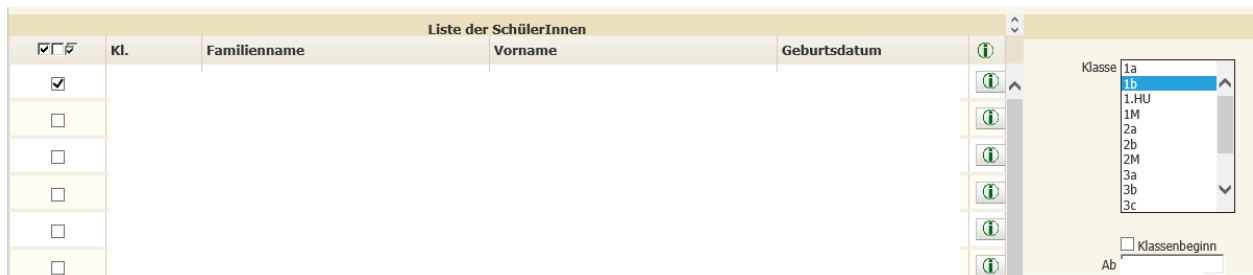 Liste der SchülerInnen
Kl. Familienname Vorname Geburtsdatum
Klasse
1a
1b
1.HU
1M
2a
2b
2M
3a
3b
3c
Klassenbeginn
Ab